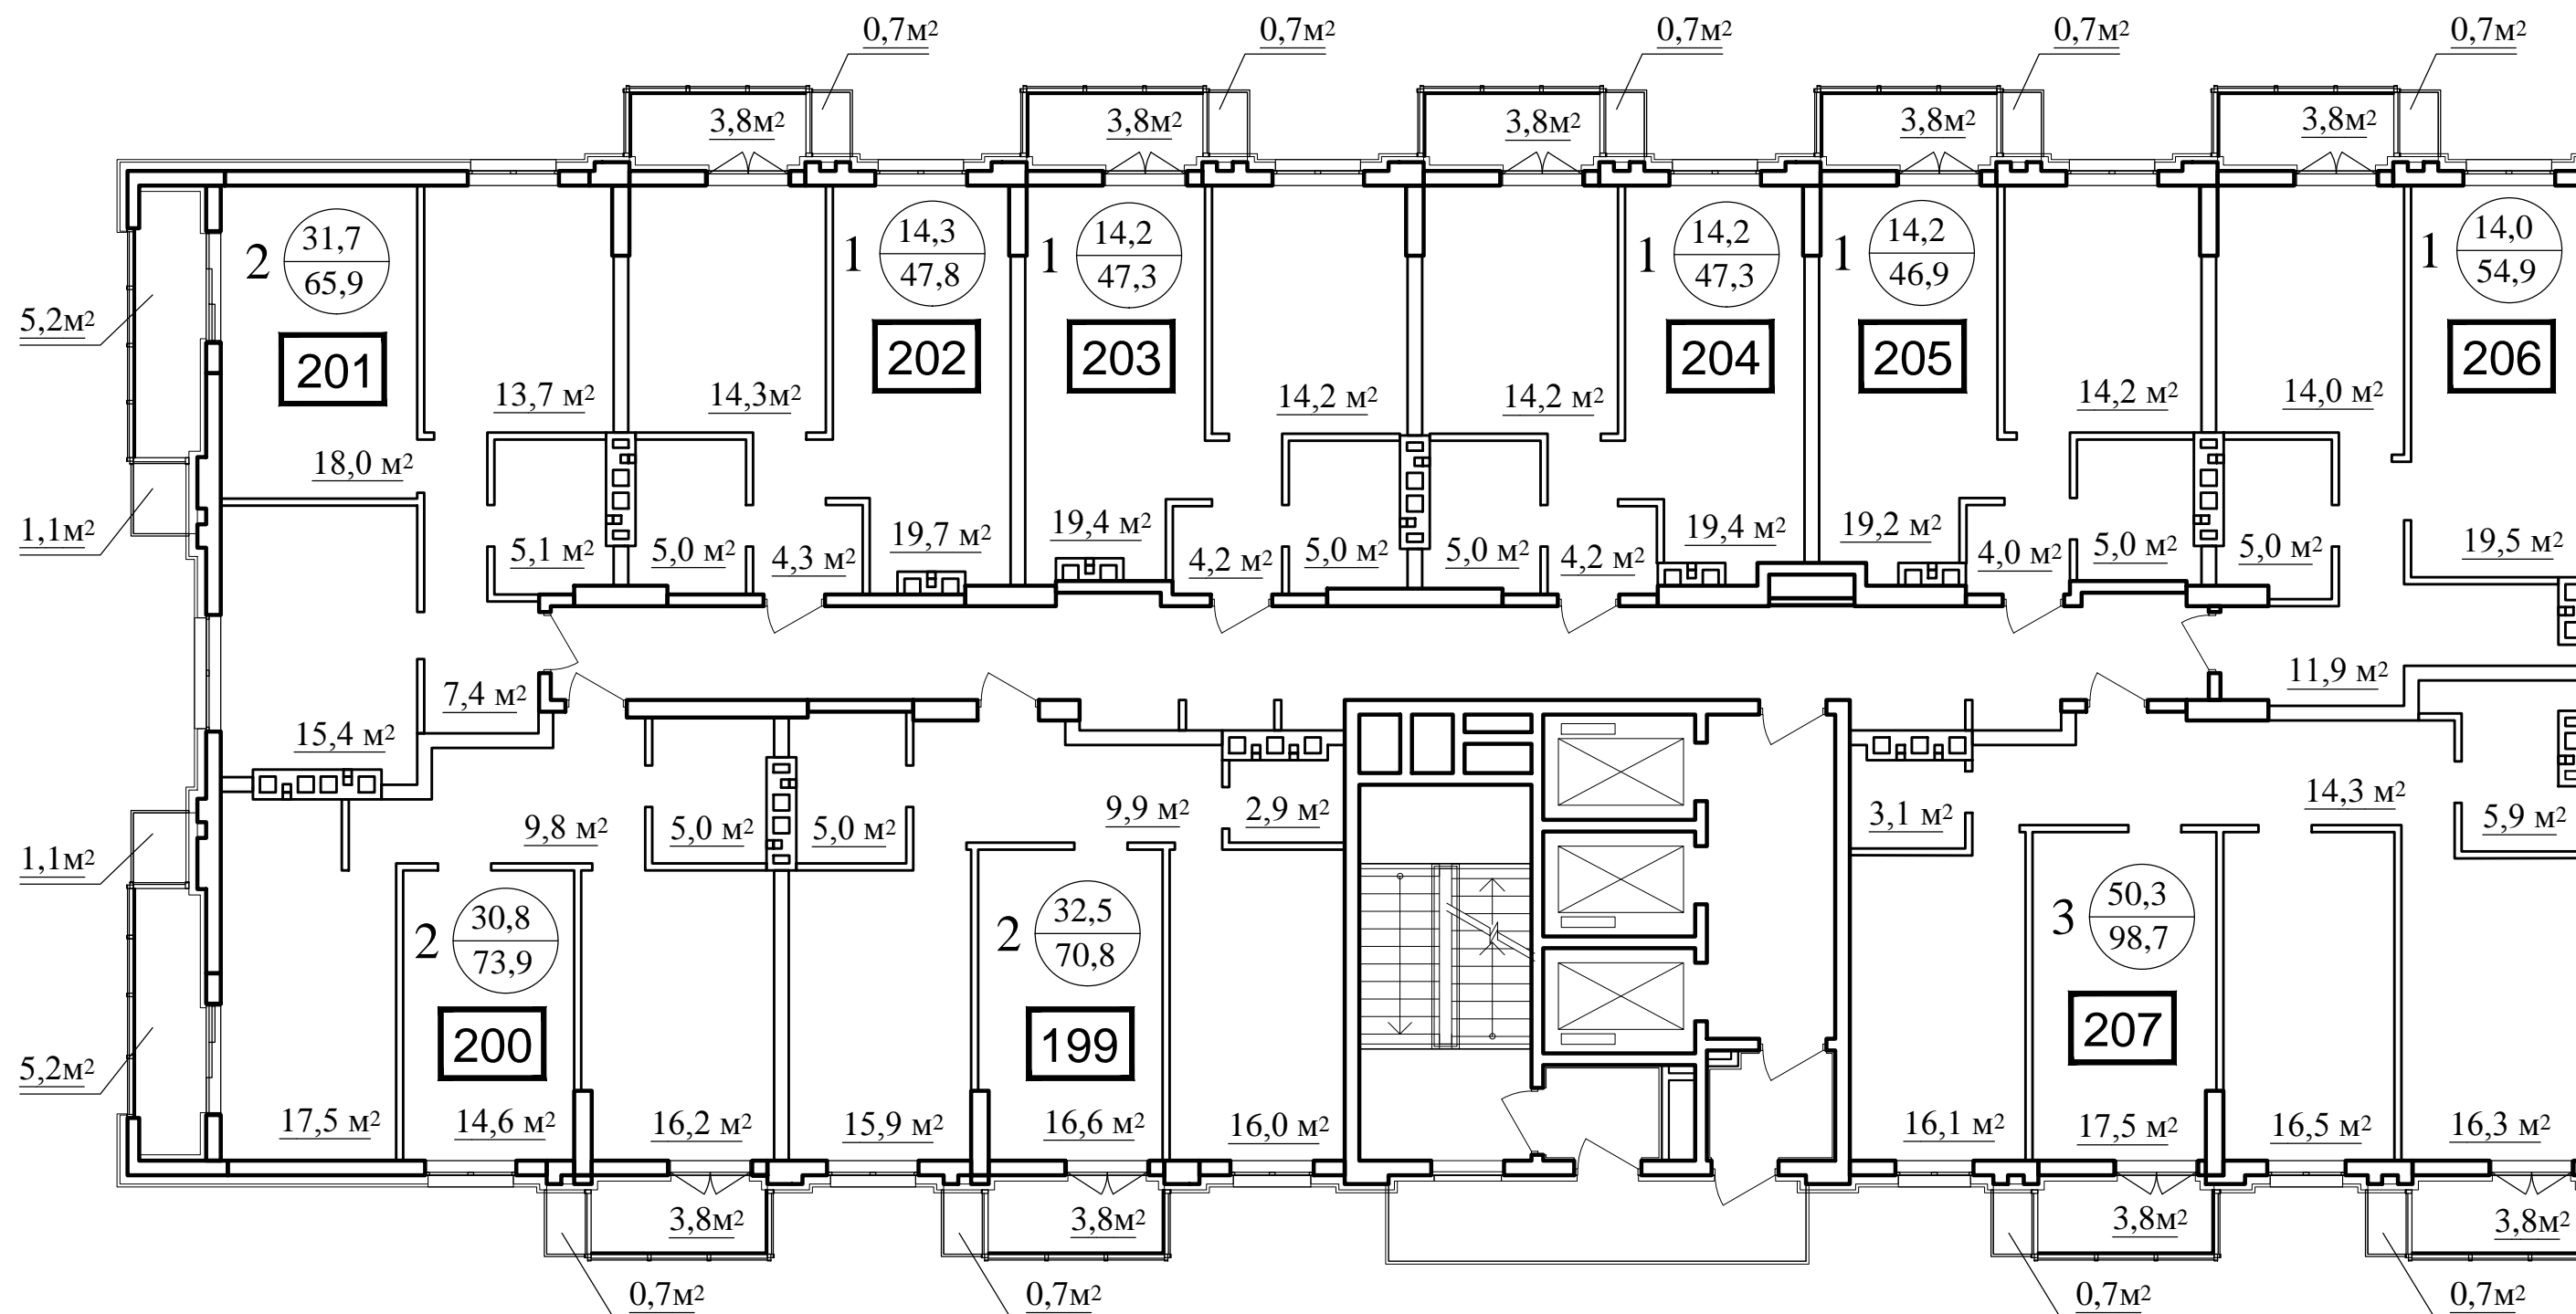 0,7м² 0,7м² 0,7м² 0,7м² 0,7м²
3,8м² 3,8м² 3,8м² 3,8м² 3,8м²
2 31,7 1 14,3 1 14,2 1 14,2 1 14,2 1 14,0
65,9 47,8 47,3 47,3 46,9 54,9
5,2м²
201 202 203 204 205 206
13,7 м² 14,3м² 14,2 м² 14,2 м² 14,2 м² 14,0 м²
18,0 м²
1,1м² 19,7 м² 19,4 м² 19,4 м² 19,2 м² 19,5 м²
5,1 м² 5,0 м² 4,3 м² 4,2 м² 5,0 м² 5,0 м² 4,2 м² 4,0 м² 5,0 м² 5,0 м²
7,4 м² 11,9 м²
15,4 м²
14,3 м²
1,1м² 9,8 м² 5,0 м² 5,0 м² 9,9 м² 2,9 м² 3,1 м² 5,9 м²
2 30,8 2 32,5 3 50,3
73,9 70,8 98,7
200 199 207
5,2м²
17,5 м² 14,6 м² 16,2 м² 15,9 м² 16,6 м² 16,0 м² 16,1 м² 17,5 м² 16,5 м² 16,3 м²
3,8м² 3,8м² 3,8м² 3,8м²
0,7м² 0,7м² 0,7м² 0,7м²